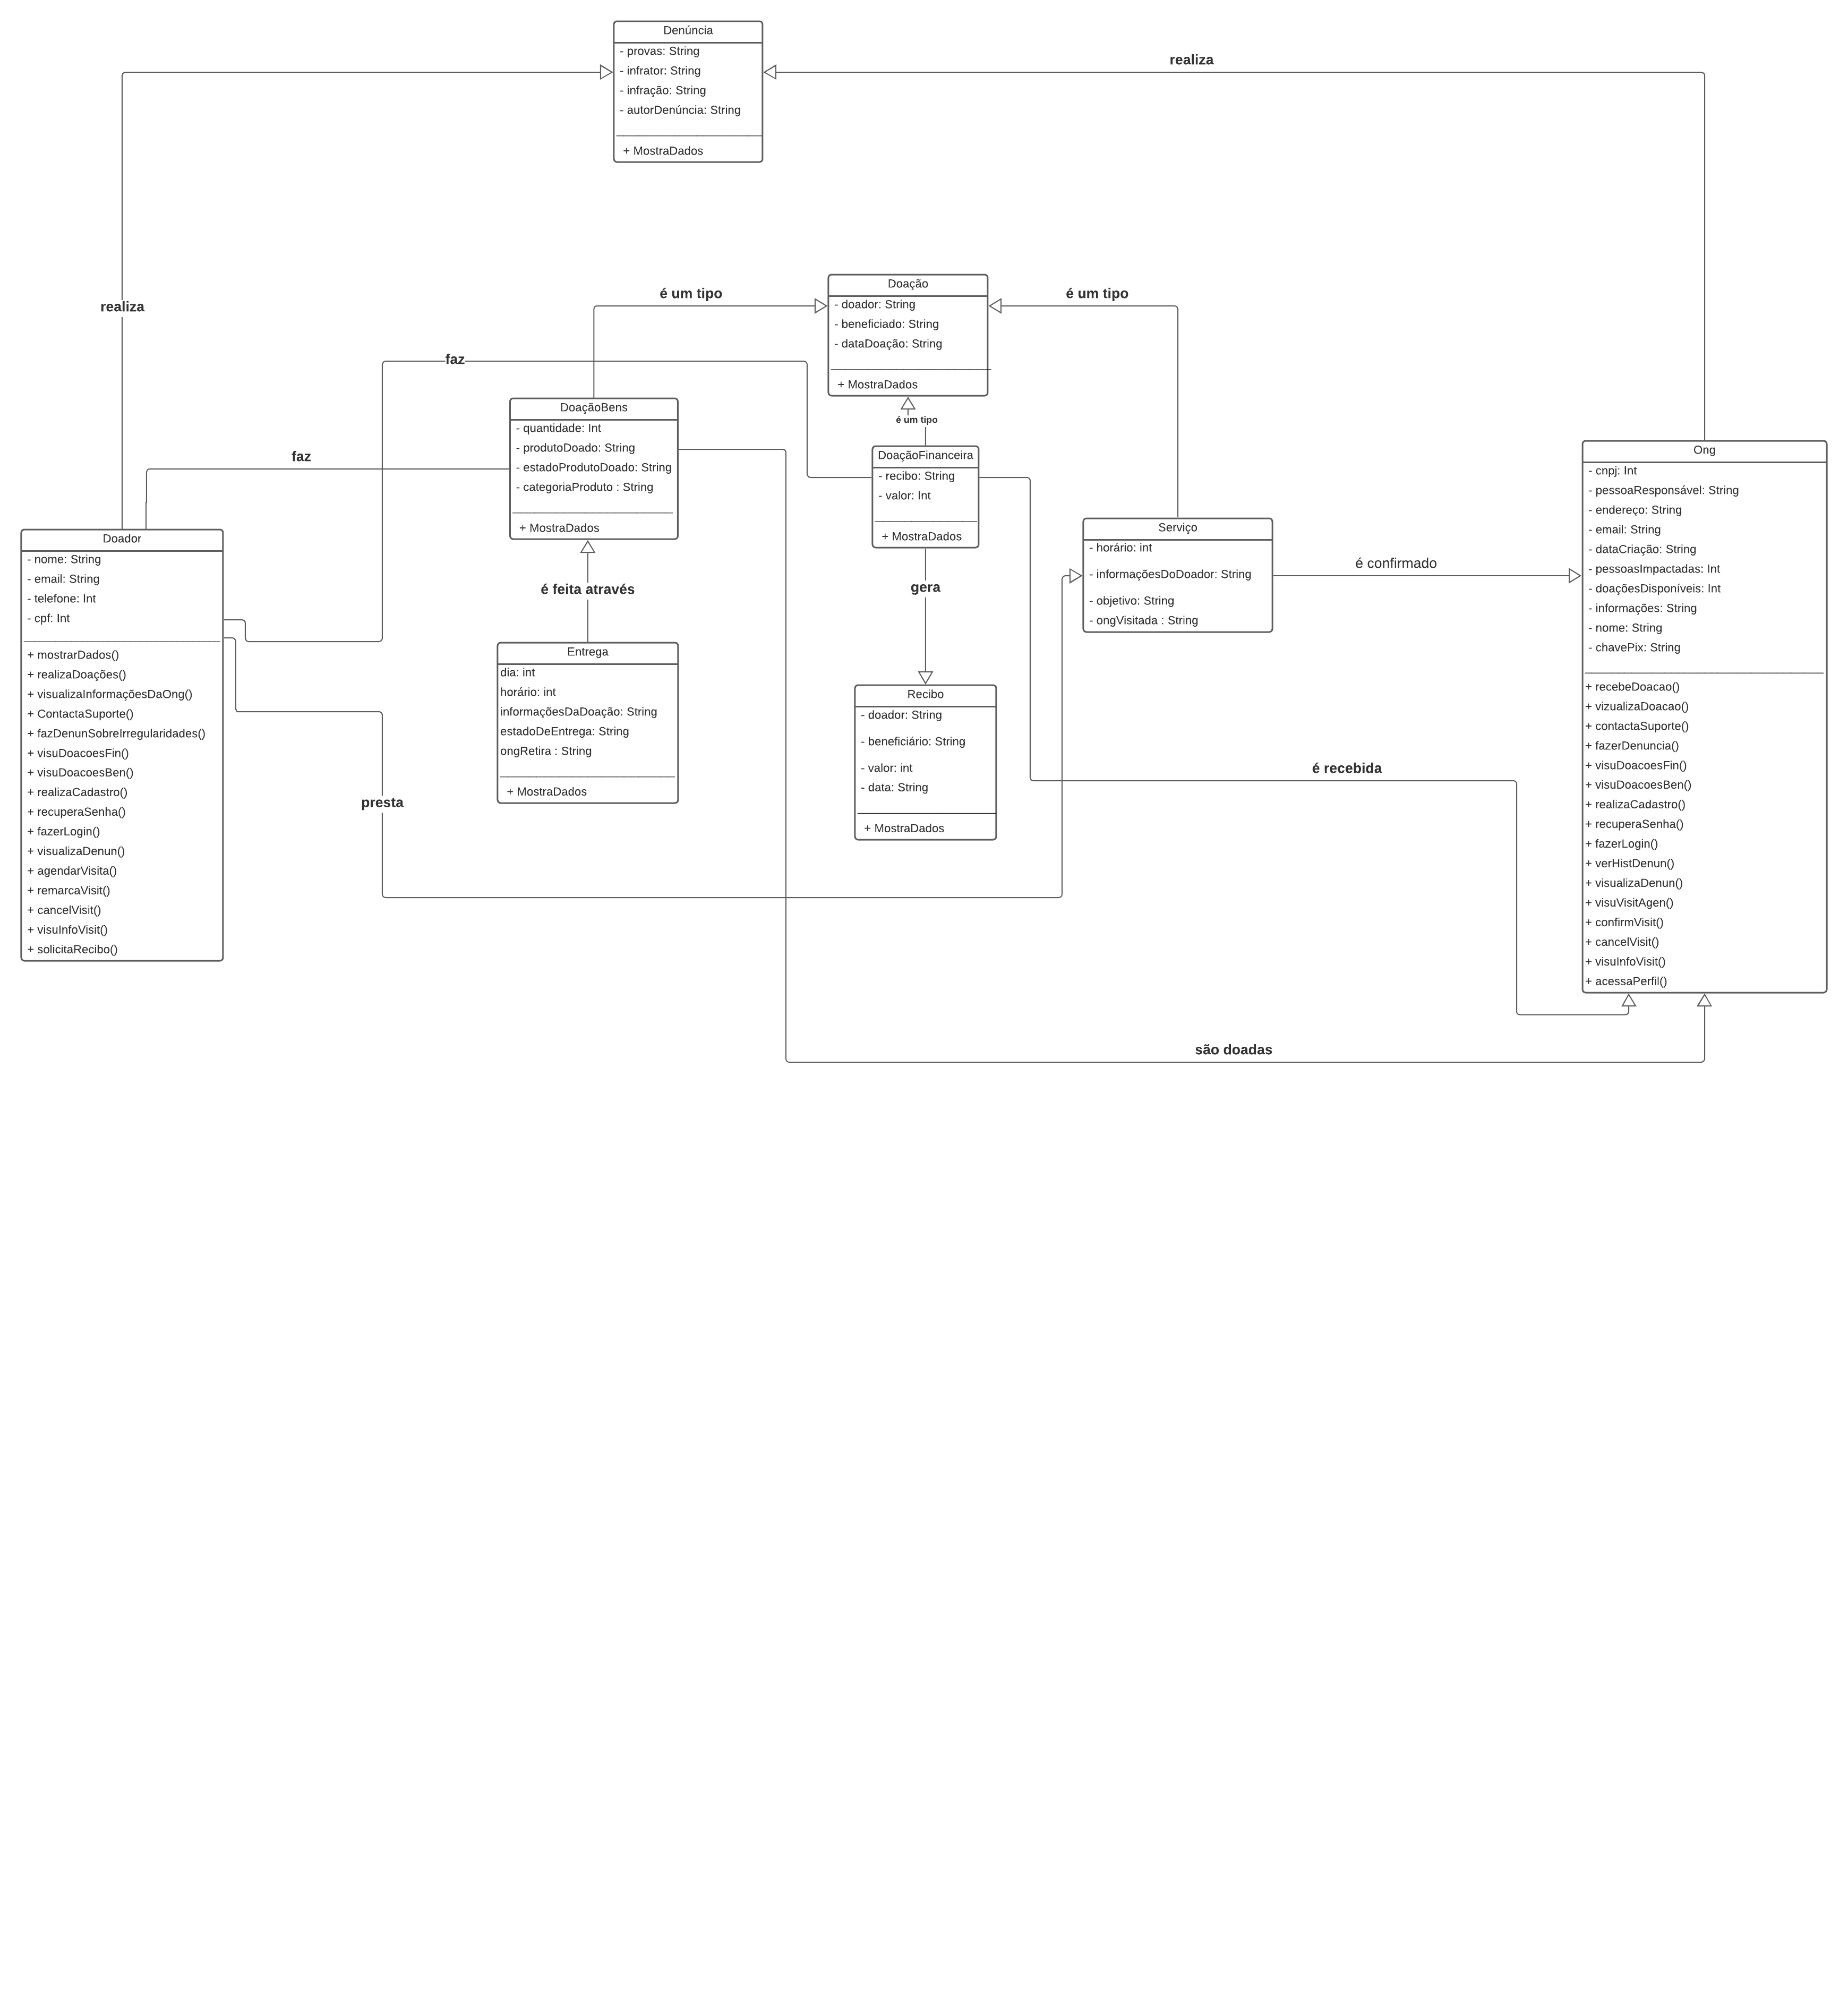 Denúncia
- provas: String
- infrator: String
- infração: String
- autorDenúncia: String
+ MostraDados
realiza
realiza
Doação
- doador: String
- beneficiado: String
- dataDoação: String
+ MostraDados
é um tipo
é um tipo
é um tipo
faz
faz
DoaçãoBens
- quantidade: Int
- produtoDoado: String
- estadoProdutoDoado: String
- categoriaProduto : String
+ MostraDados
DoaçãoFinanceira
- recibo: String
- valor: Int
+ MostraDados
Serviço
- horário: int
- informaçõesDoDoador: String
- objetivo: String
- ongVisitada : String
é confirmado
Ong
- cnpj: Int
- pessoaResponsável: String
- endereço: String
- email: String
- dataCriação: String
- pessoasImpactadas: Int
- doaçõesDisponíveis: Int
- informações: String
- nome: String
- chavePix: String
+ recebeDoacao()
+ vizualizaDoacao()
+ contactaSuporte()
+ fazerDenuncia()
+ visuDoacoesFin()
+ visuDoacoesBen()
+ realizaCadastro()
+ recuperaSenha()
+ fazerLogin()
+ verHistDenun()
+ visualizaDenun()
+ visuVisitAgen()
+ confirmVisit()
+ cancelVisit()
+ visuInfoVisit()
+ acessaPerfil()
Doador
- nome: String
- email: String
- telefone: Int
- cpf: Int
+ mostrarDados()
+ realizaDoações()
+ visualizaInformaçõesDaOng()
+ ContactaSuporte()
+ fazDenunSobreIrregularidades()
+ visuDoacoesFin()
+ visuDoacoesBen()
+ realizaCadastro()
+ recuperaSenha()
+ fazerLogin()
+ visualizaDenun()
+ agendarVisita()
+ remarcaVisit()
+ cancelVisit()
+ visuInfoVisit()
+ solicitaRecibo()
é feita através
gera
Entrega
dia: int
horário: int
informaçõesDaDoação: String
estadoDeEntrega: String
ongRetira : String
+ MostraDados
Recibo
- doador: String
- beneficiário: String
- valor: int
- data: String
+ MostraDados
presta
é recebida
são doadas